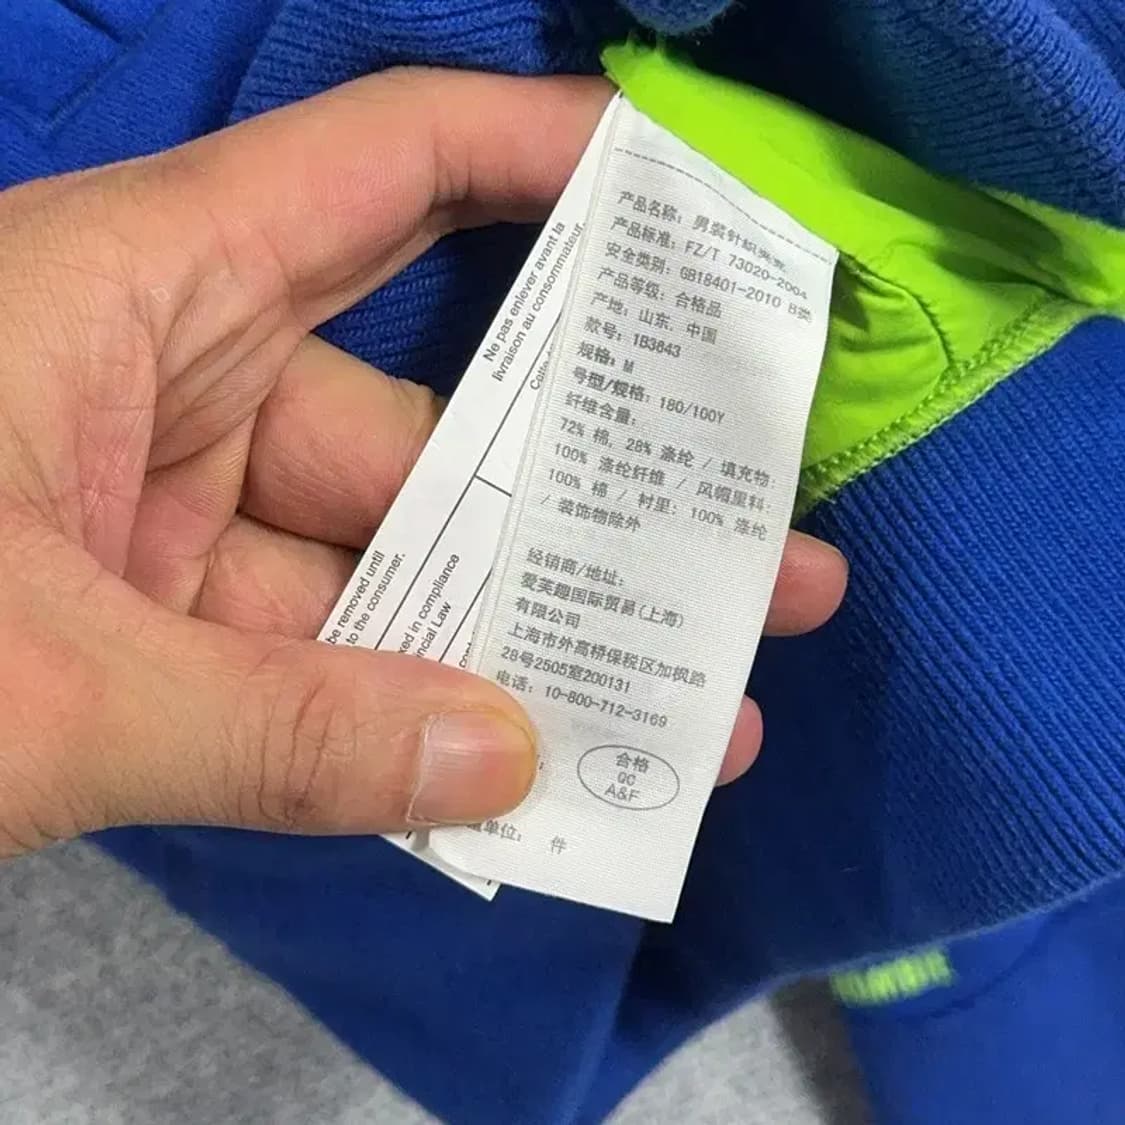 产品名称: 男装针织夹克
产品标准: FZ/T 73020-2004
安全类别: GB18401-2010 B类
产品等级: 合格品
产地: 山东, 中国
款号: 1B3843
规格: M
号型/规格: 180/100Y
纤维含量:
72% 棉, 28% 涤纶 / 填充物:
100% 涤纶纤维 / 风帽里料:
100% 棉 / 衬里: 100% 涤纶
/ 装饰物除外
经销商/地址:
爱芙趣国际贸易(上海)
有限公司
上海市外高桥保税区加枫路
28号2505室200131
电话: 10-800-712-3169
合格
QC
A&F
单位: 件
Ne pas enlever avant la
livraison au consommateur.
be removed until
to the consumer.
in compliance
Law